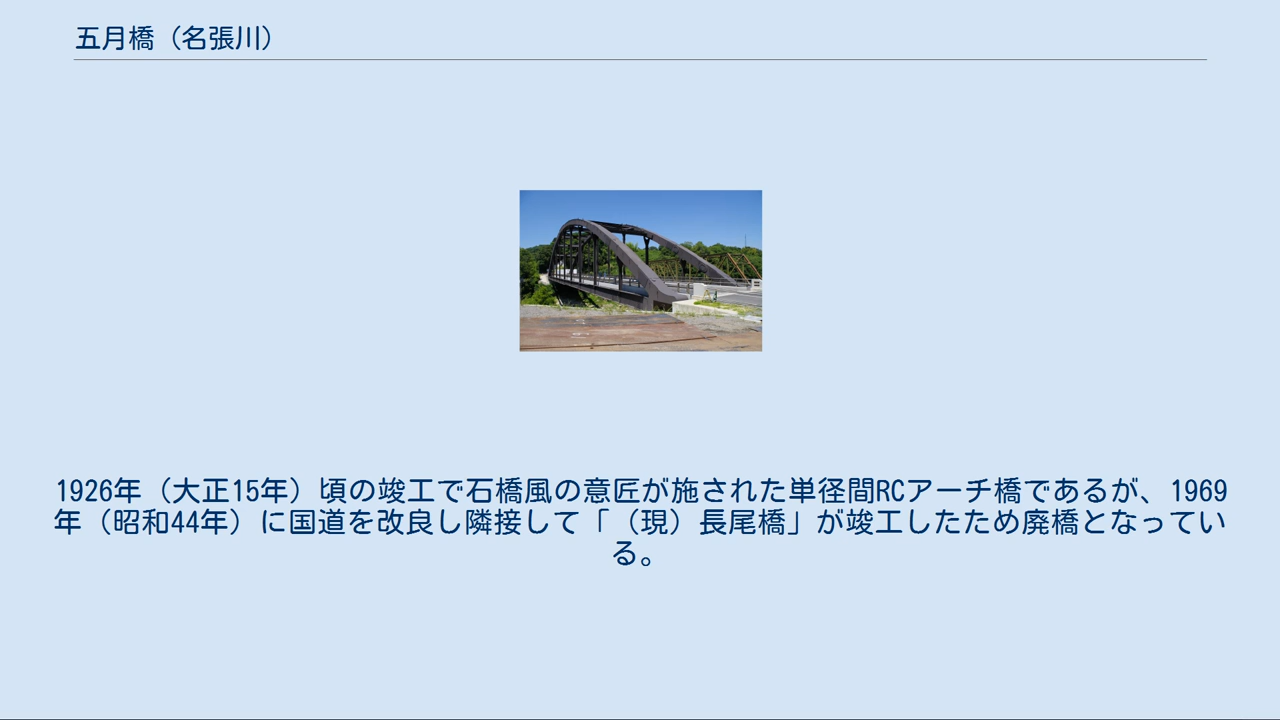 五月橋（名張川）
1926年（大正15年）頃の竣工で石橋風の意匠が施された単径間RCアーチ橋であるが、1969
年（昭和44年）に国道を改良し隣接して「（現）長尾橋」が竣工したため廃橋となってい
る。